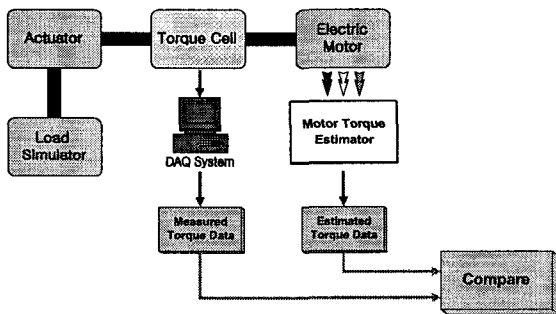 Actuator
Torque Cell
Electric
Motor
Load
Simulator
DAQ System
Motor Torque
Estimator
Measured
Torque Data
Estimated
Torque Data
Compare